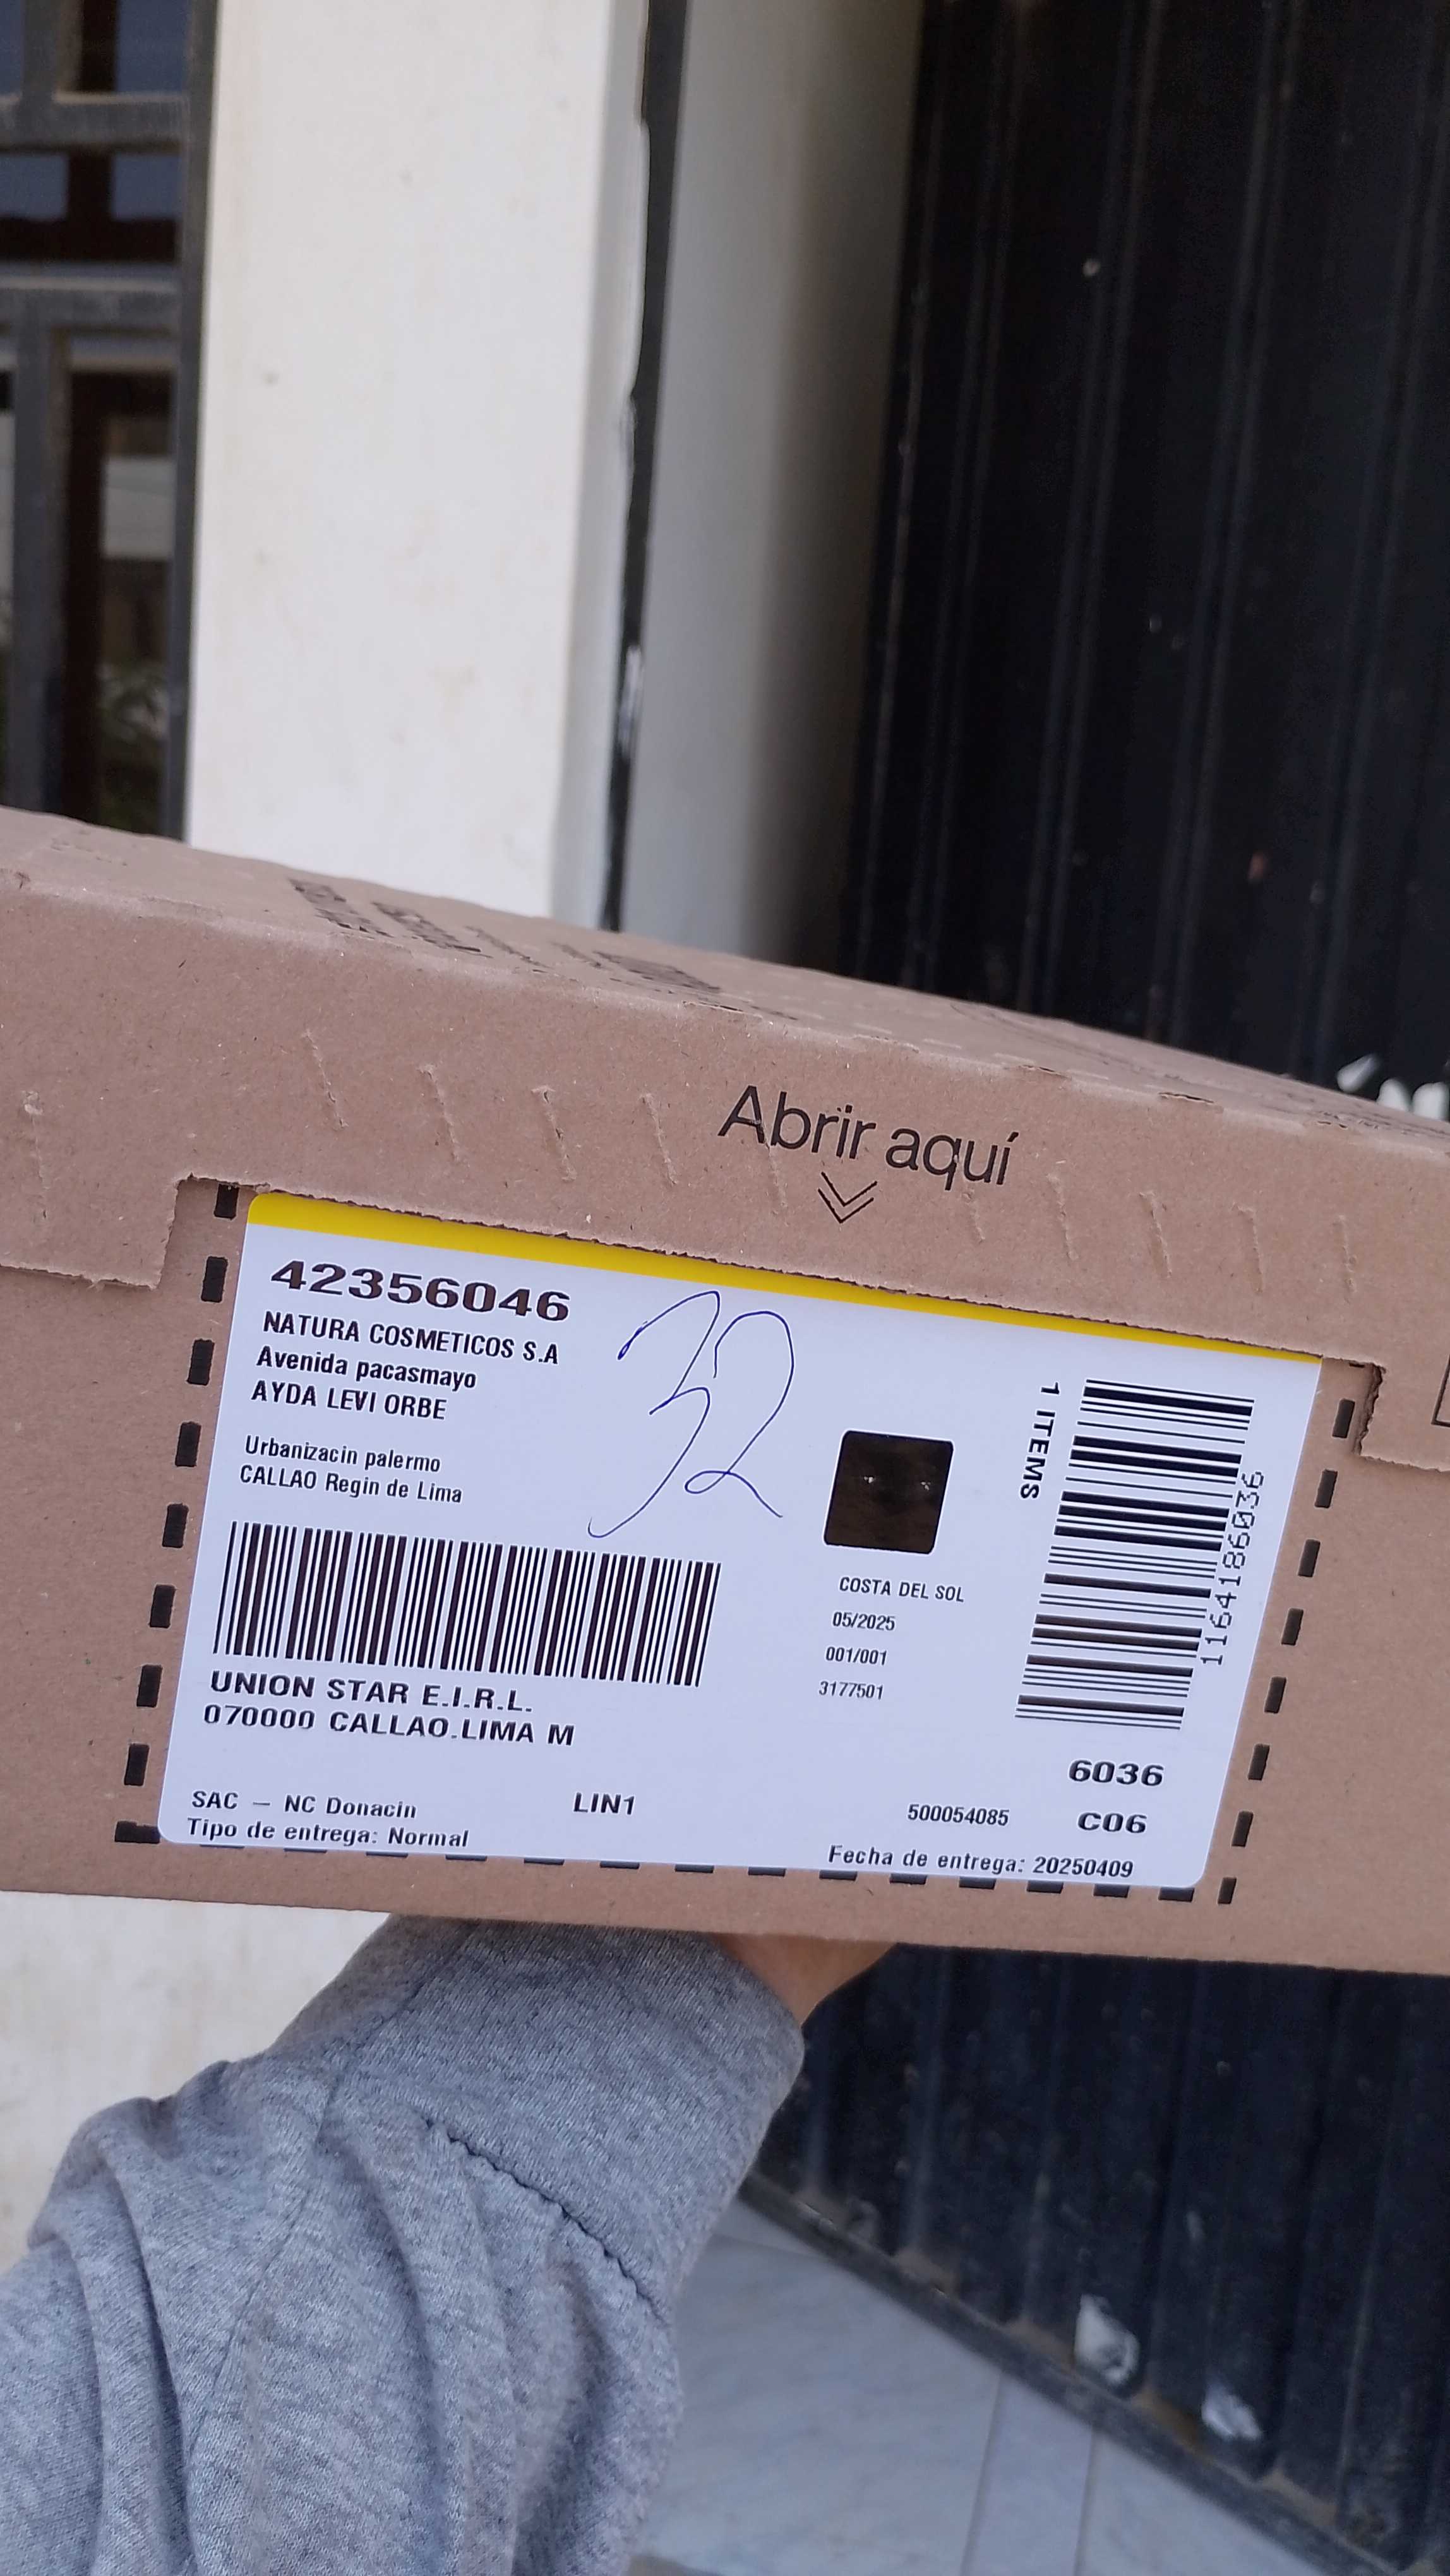 Abrir aquí
42356046
NATURA COSMETICOS S.A
Avenida pacasmayo
AYDA LEVI ORBE
Urbanizacin palermo
CALLAO Regin de Lima
32
1 ITEMS
1164186036
COSTA DEL SOL
05/2025
001/001
3177501
UNION STAR E.I.R.L.
070000 CALLAO.LIMA M
6036
SAC – NC Donacin
LIN1
500054085
C06
Tipo de entrega: Normal
Fecha de entrega: 20250409